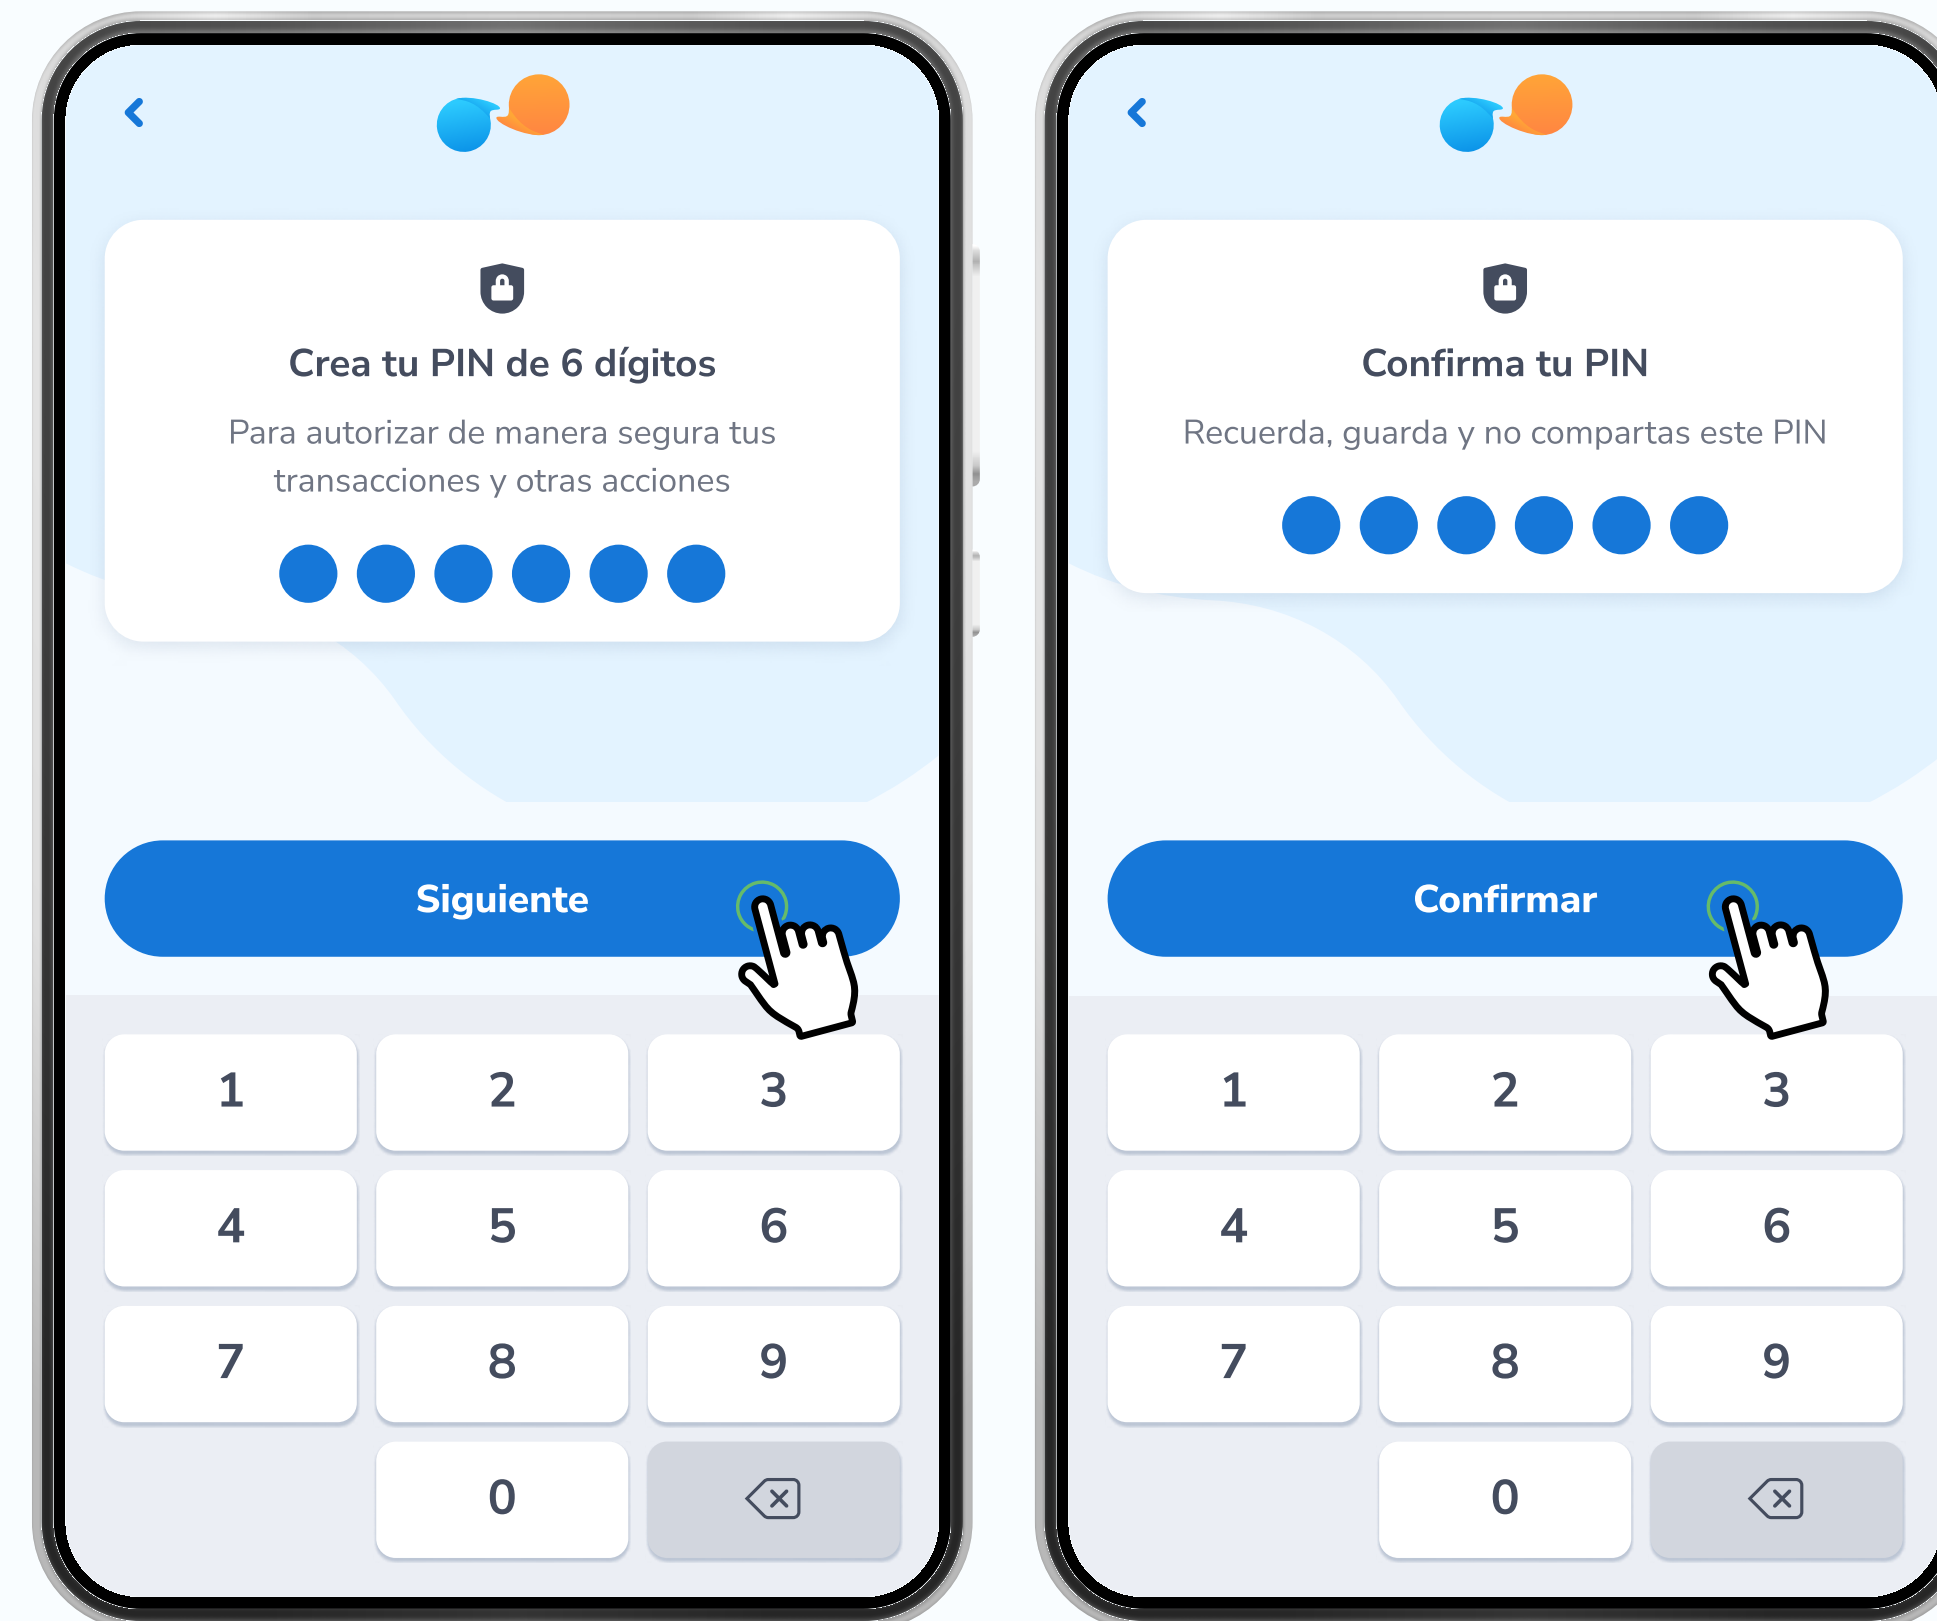 Crea tu PIN de 6 dígitos
Para autorizar de manera segura tus
transacciones y otras acciones
Siguiente
1 2 3
4 5 6
7 8 9
0
Confirma tu PIN
Recuerda, guarda y no compartas este PIN
Confirmar
1 2 3
4 5 6
7 8 9
0